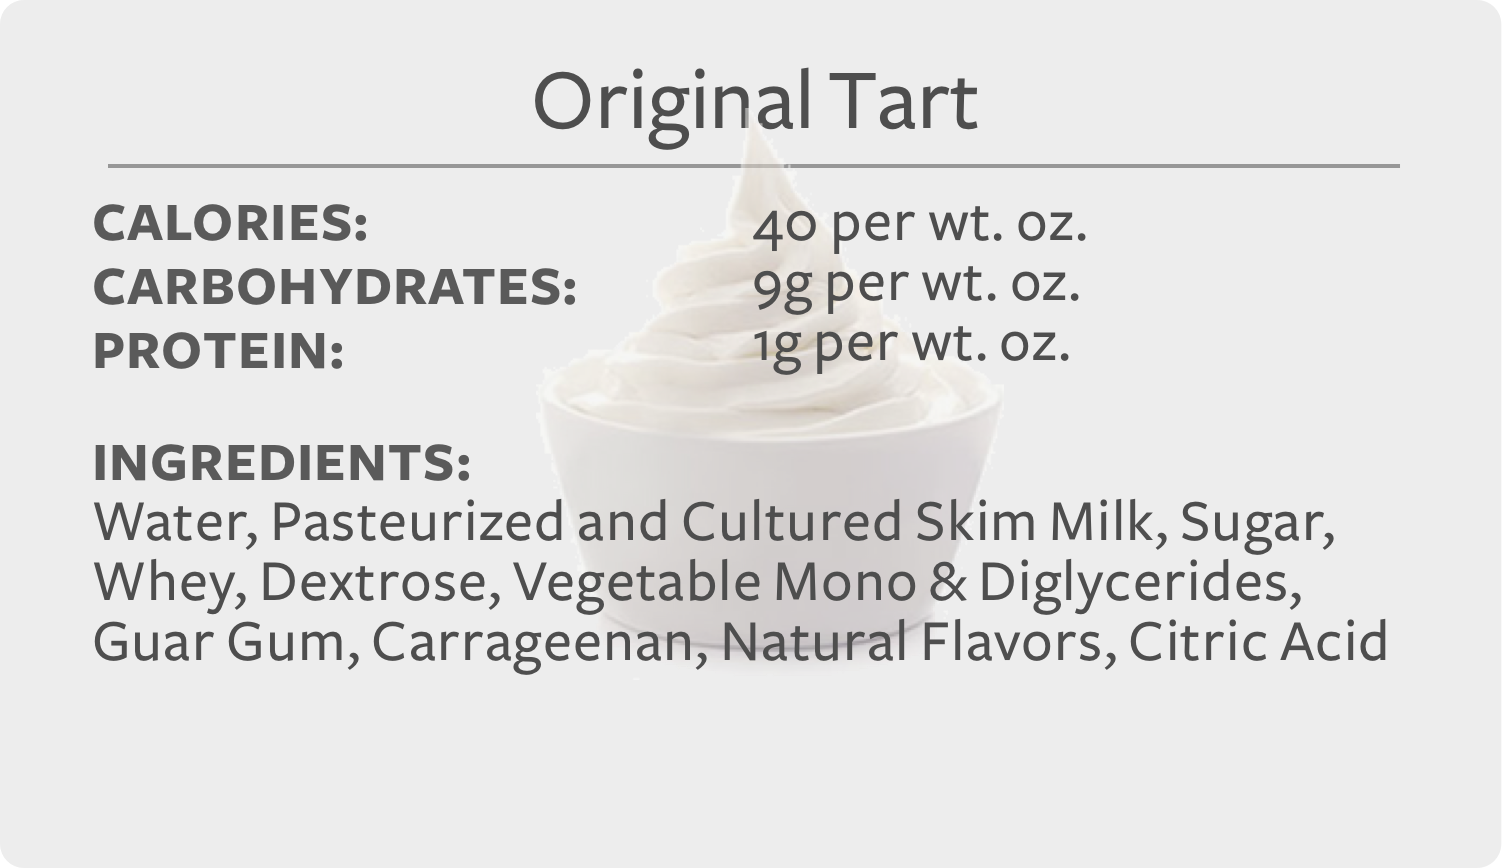 Original Tart
CALORIES: 40 per wt. oz.
CARBOHYDRATES: 9g per wt. oz.
PROTEIN: 1g per wt. oz.
INGREDIENTS:
Water, Pasteurized and Cultured Skim Milk, Sugar,
Whey, Dextrose, Vegetable Mono & Diglycerides,
Guar Gum, Carrageenan, Natural Flavors, Citric Acid